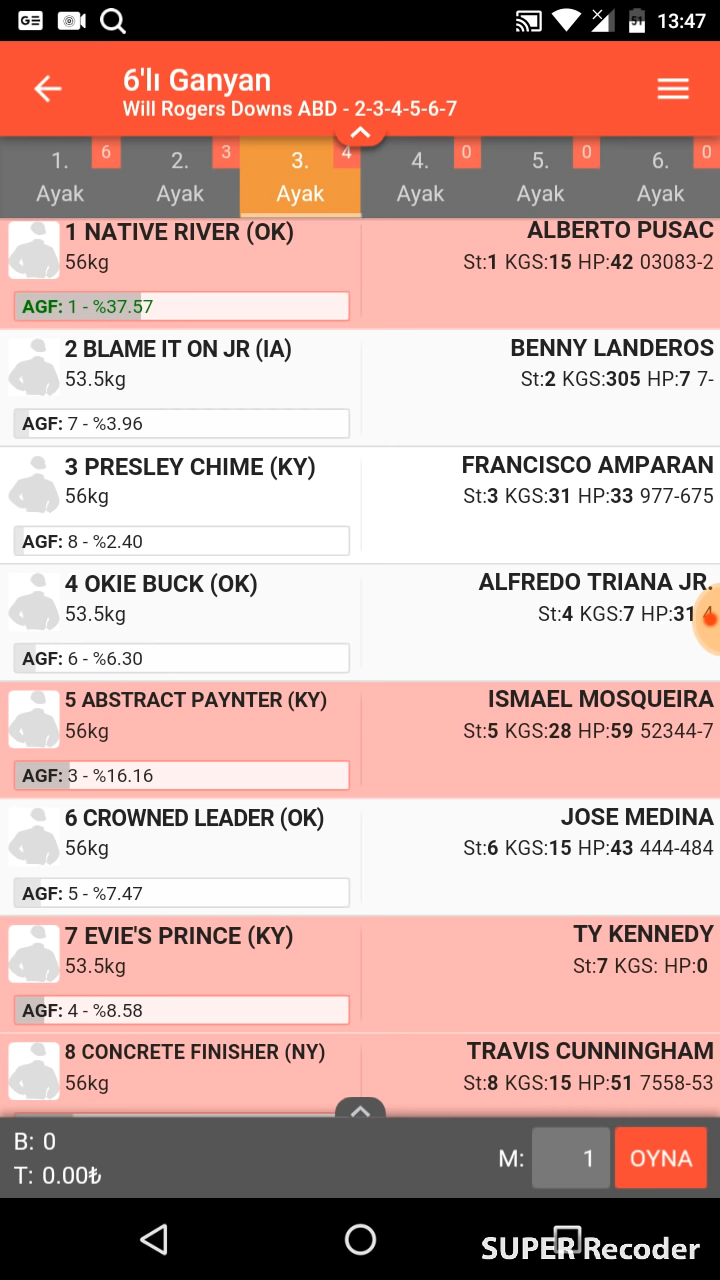 GE
51
13:47
6'lı Ganyan
Will Rogers Downs ABD - 2-3-4-5-6-7
1. Ayak 6
2. Ayak 3
3. Ayak 4
4. Ayak 0
5. Ayak 0
6. Ayak 0
1 NATIVE RIVER (OK) ALBERTO PUSAC
56kg St:1 KGS:15 HP:42 03083-2
AGF: 1 - %37.57
2 BLAME IT ON JR (IA) BENNY LANDEROS
53.5kg St:2 KGS:305 HP:7 7-
AGF: 7 - %3.96
3 PRESLEY CHIME (KY) FRANCISCO AMPARAN
56kg St:3 KGS:31 HP:33 977-675
AGF: 8 - %2.40
4 OKIE BUCK (OK) ALFREDO TRIANA JR.
53.5kg St:4 KGS:7 HP:31 4
AGF: 6 - %6.30
5 ABSTRACT PAYNTER (KY) ISMAEL MOSQUEIRA
56kg St:5 KGS:28 HP:59 52344-7
AGF: 3 - %16.16
6 CROWNED LEADER (OK) JOSE MEDINA
56kg St:6 KGS:15 HP:43 444-484
AGF: 5 - %7.47
7 EVIE'S PRINCE (KY) TY KENNEDY
53.5kg St:7 KGS: HP:0
AGF: 4 - %8.58
8 CONCRETE FINISHER (NY) TRAVIS CUNNINGHAM
56kg St:8 KGS:15 HP:51 7558-53
B: 0
T: 0.00₺
M: 1 OYNA
SUPER Recoder